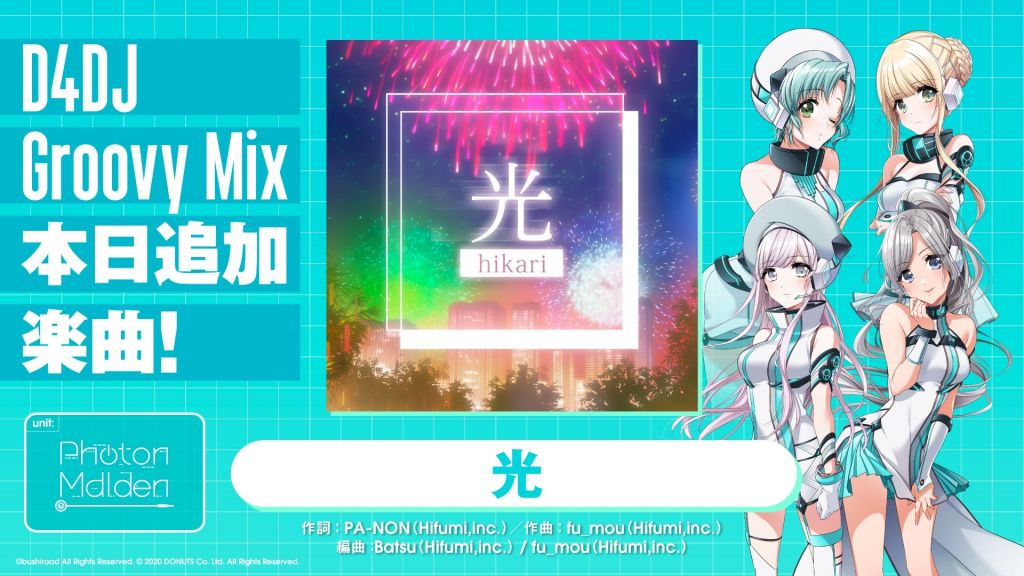 D4DJ
Groovy Mix
本日追加
楽曲!
光
hikari
unit:
Photon
Maiden
光
作詞：PA-NON（Hifumi,inc.）／作曲：fu_mou（Hifumi,inc.）
編曲：Batsu（Hifumi,inc.） / fu_mou（Hifumi,inc.）
©bushiroad All Rights Reserved. © 2020 DONUTS Co. Ltd. All Rights Reserved.